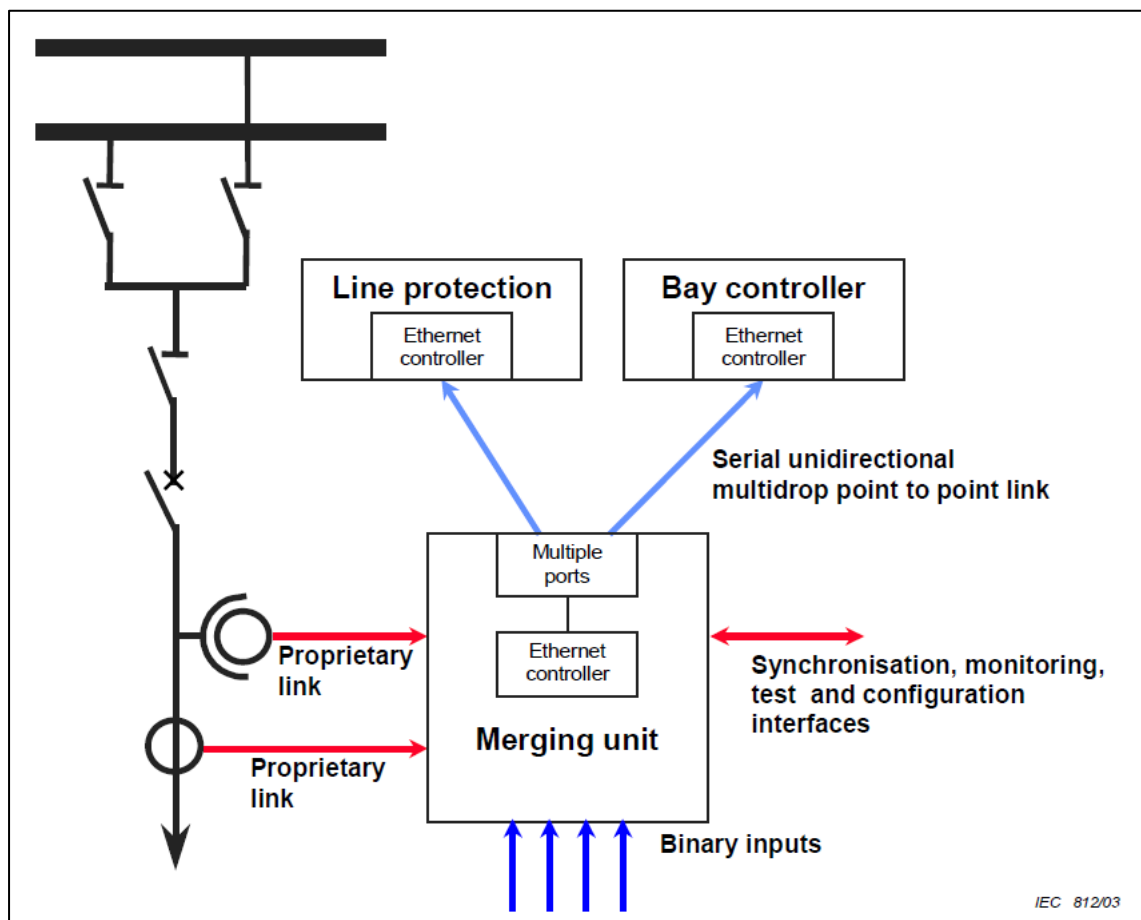 Line protection
Ethernet
controller
Bay controller
Ethernet
controller
Serial unidirectional
multidrop point to point link
Multiple
ports
Ethernet
controller
Merging unit
Proprietary
link
Proprietary
link
Synchronisation, monitoring,
test and configuration
interfaces
Binary inputs
IEC 812/03